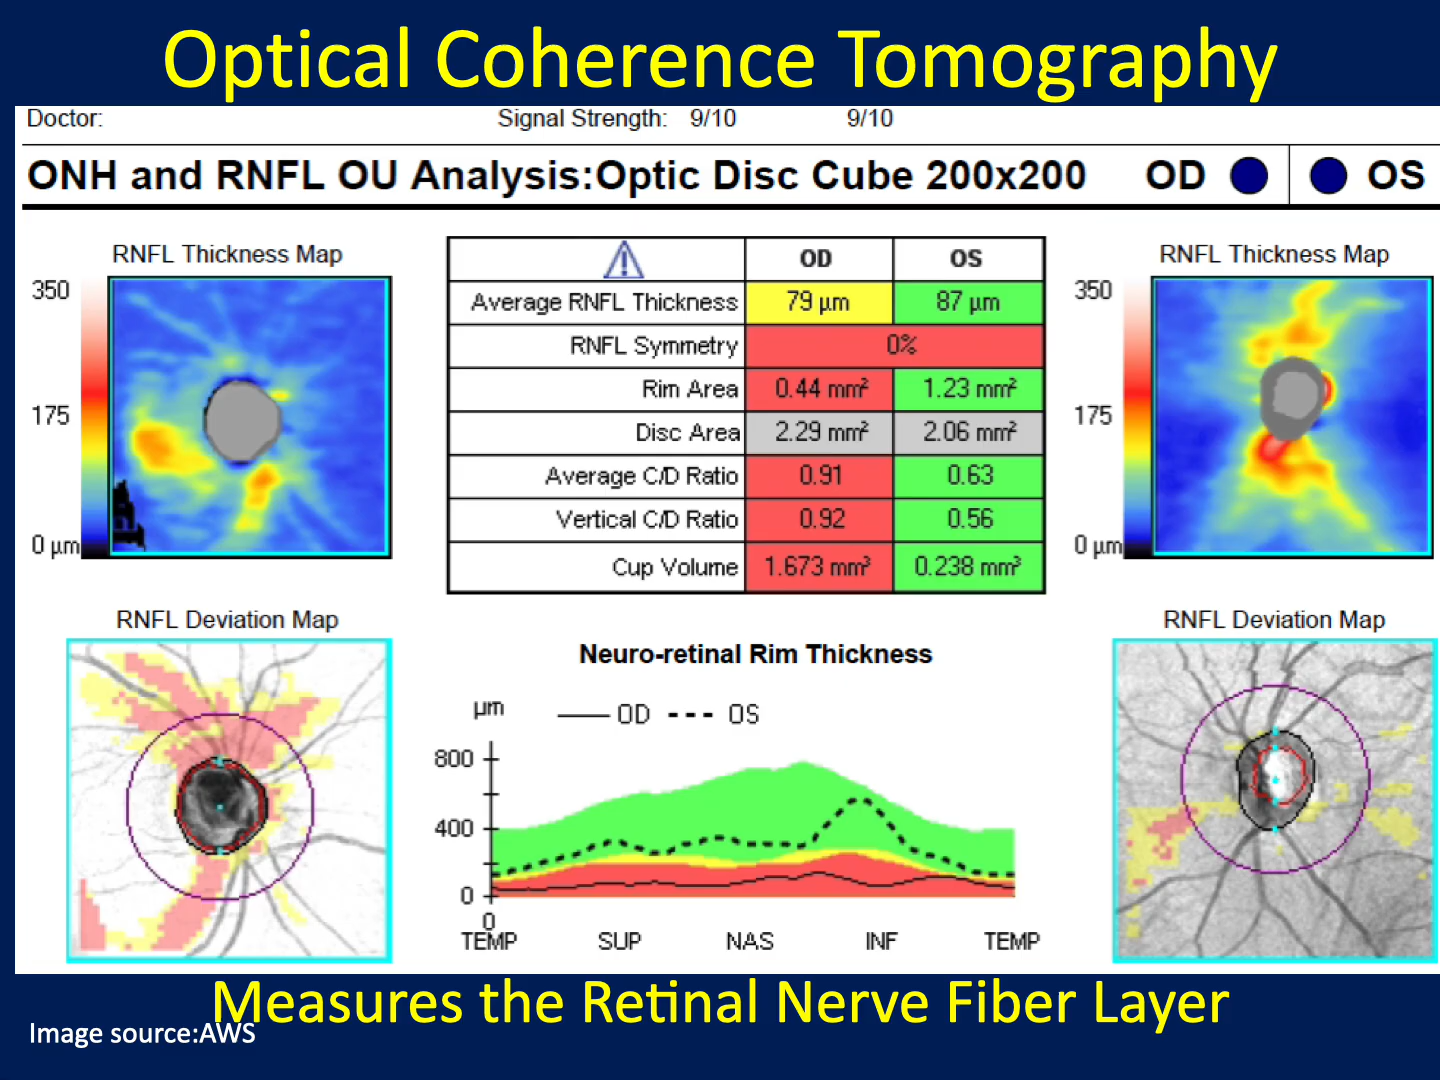 Optical Coherence Tomography
Doctor: Signal Strength: 9/10 9/10
ONH and RNFL OU Analysis:Optic Disc Cube 200x200 OD OS
RNFL Thickness Map
350
175
0 µm
OD OS
Average RNFL Thickness 79 µm 87 µm
RNFL Symmetry 0%
Rim Area 0.44 mm² 1.23 mm²
Disc Area 2.29 mm² 2.06 mm²
Average C/D Ratio 0.91 0.63
Vertical C/D Ratio 0.92 0.56
Cup Volume 1.673 mm³ 0.238 mm³
RNFL Thickness Map
350
175
0 µm
RNFL Deviation Map
Neuro-retinal Rim Thickness
µm OD OS
800
400
0
0
TEMP SUP NAS INF TEMP
RNFL Deviation Map
Measures the Retinal Nerve Fiber Layer
Image source:AWS